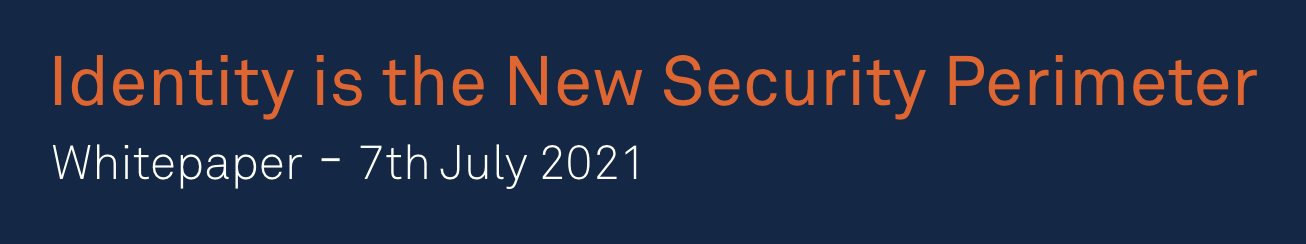 Identity is the New Security Perimeter
Whitepaper – 7th July 2021